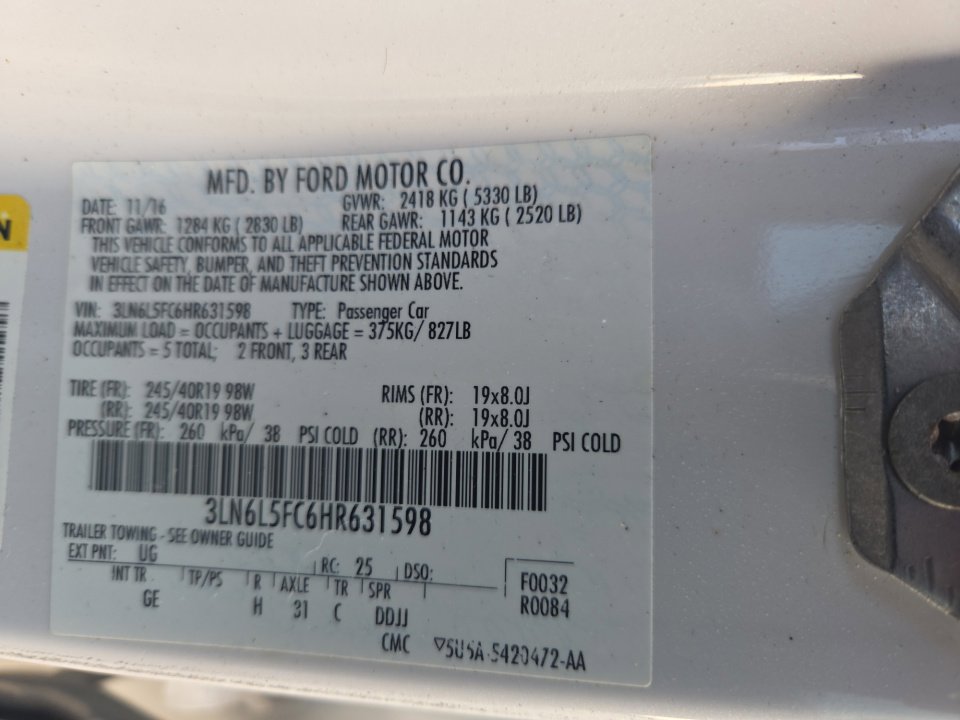 MFD. BY FORD MOTOR CO.
DATE: 11/16 GVWR: 2418 KG ( 5330 LB)
FRONT GAWR: 1284 KG ( 2830 LB) REAR GAWR: 1143 KG ( 2520 LB)
THIS VEHICLE CONFORMS TO ALL APPLICABLE FEDERAL MOTOR
VEHICLE SAFETY, BUMPER, AND THEFT PREVENTION STANDARDS
IN EFFECT ON THE DATE OF MANUFACTURE SHOWN ABOVE.
VIN: 3LN6L5FC6HR631598 TYPE: Passenger Car
MAXIMUM LOAD = OCCUPANTS + LUGGAGE = 375KG/ 827LB
OCCUPANTS = 5 TOTAL; 2 FRONT, 3 REAR
TIRE (FR): 245/40R19 98W RIMS (FR): 19x8.0J
(RR): 245/40R19 98W (RR): 19x8.0J
PRESSURE (FR): 260 kPa/ 38 PSI COLD (RR): 260 kPa/ 38 PSI COLD
3LN6L5FC6HR631598
TRAILER TOWING - SEE OWNER GUIDE
EXT PNT: UG RC: 25 DSO:
INT TR TP/PS R AXLE TR SPR F0032
GE H 31 C DDJJ R0084
CMC ▽5U5A-5420472-AA
N